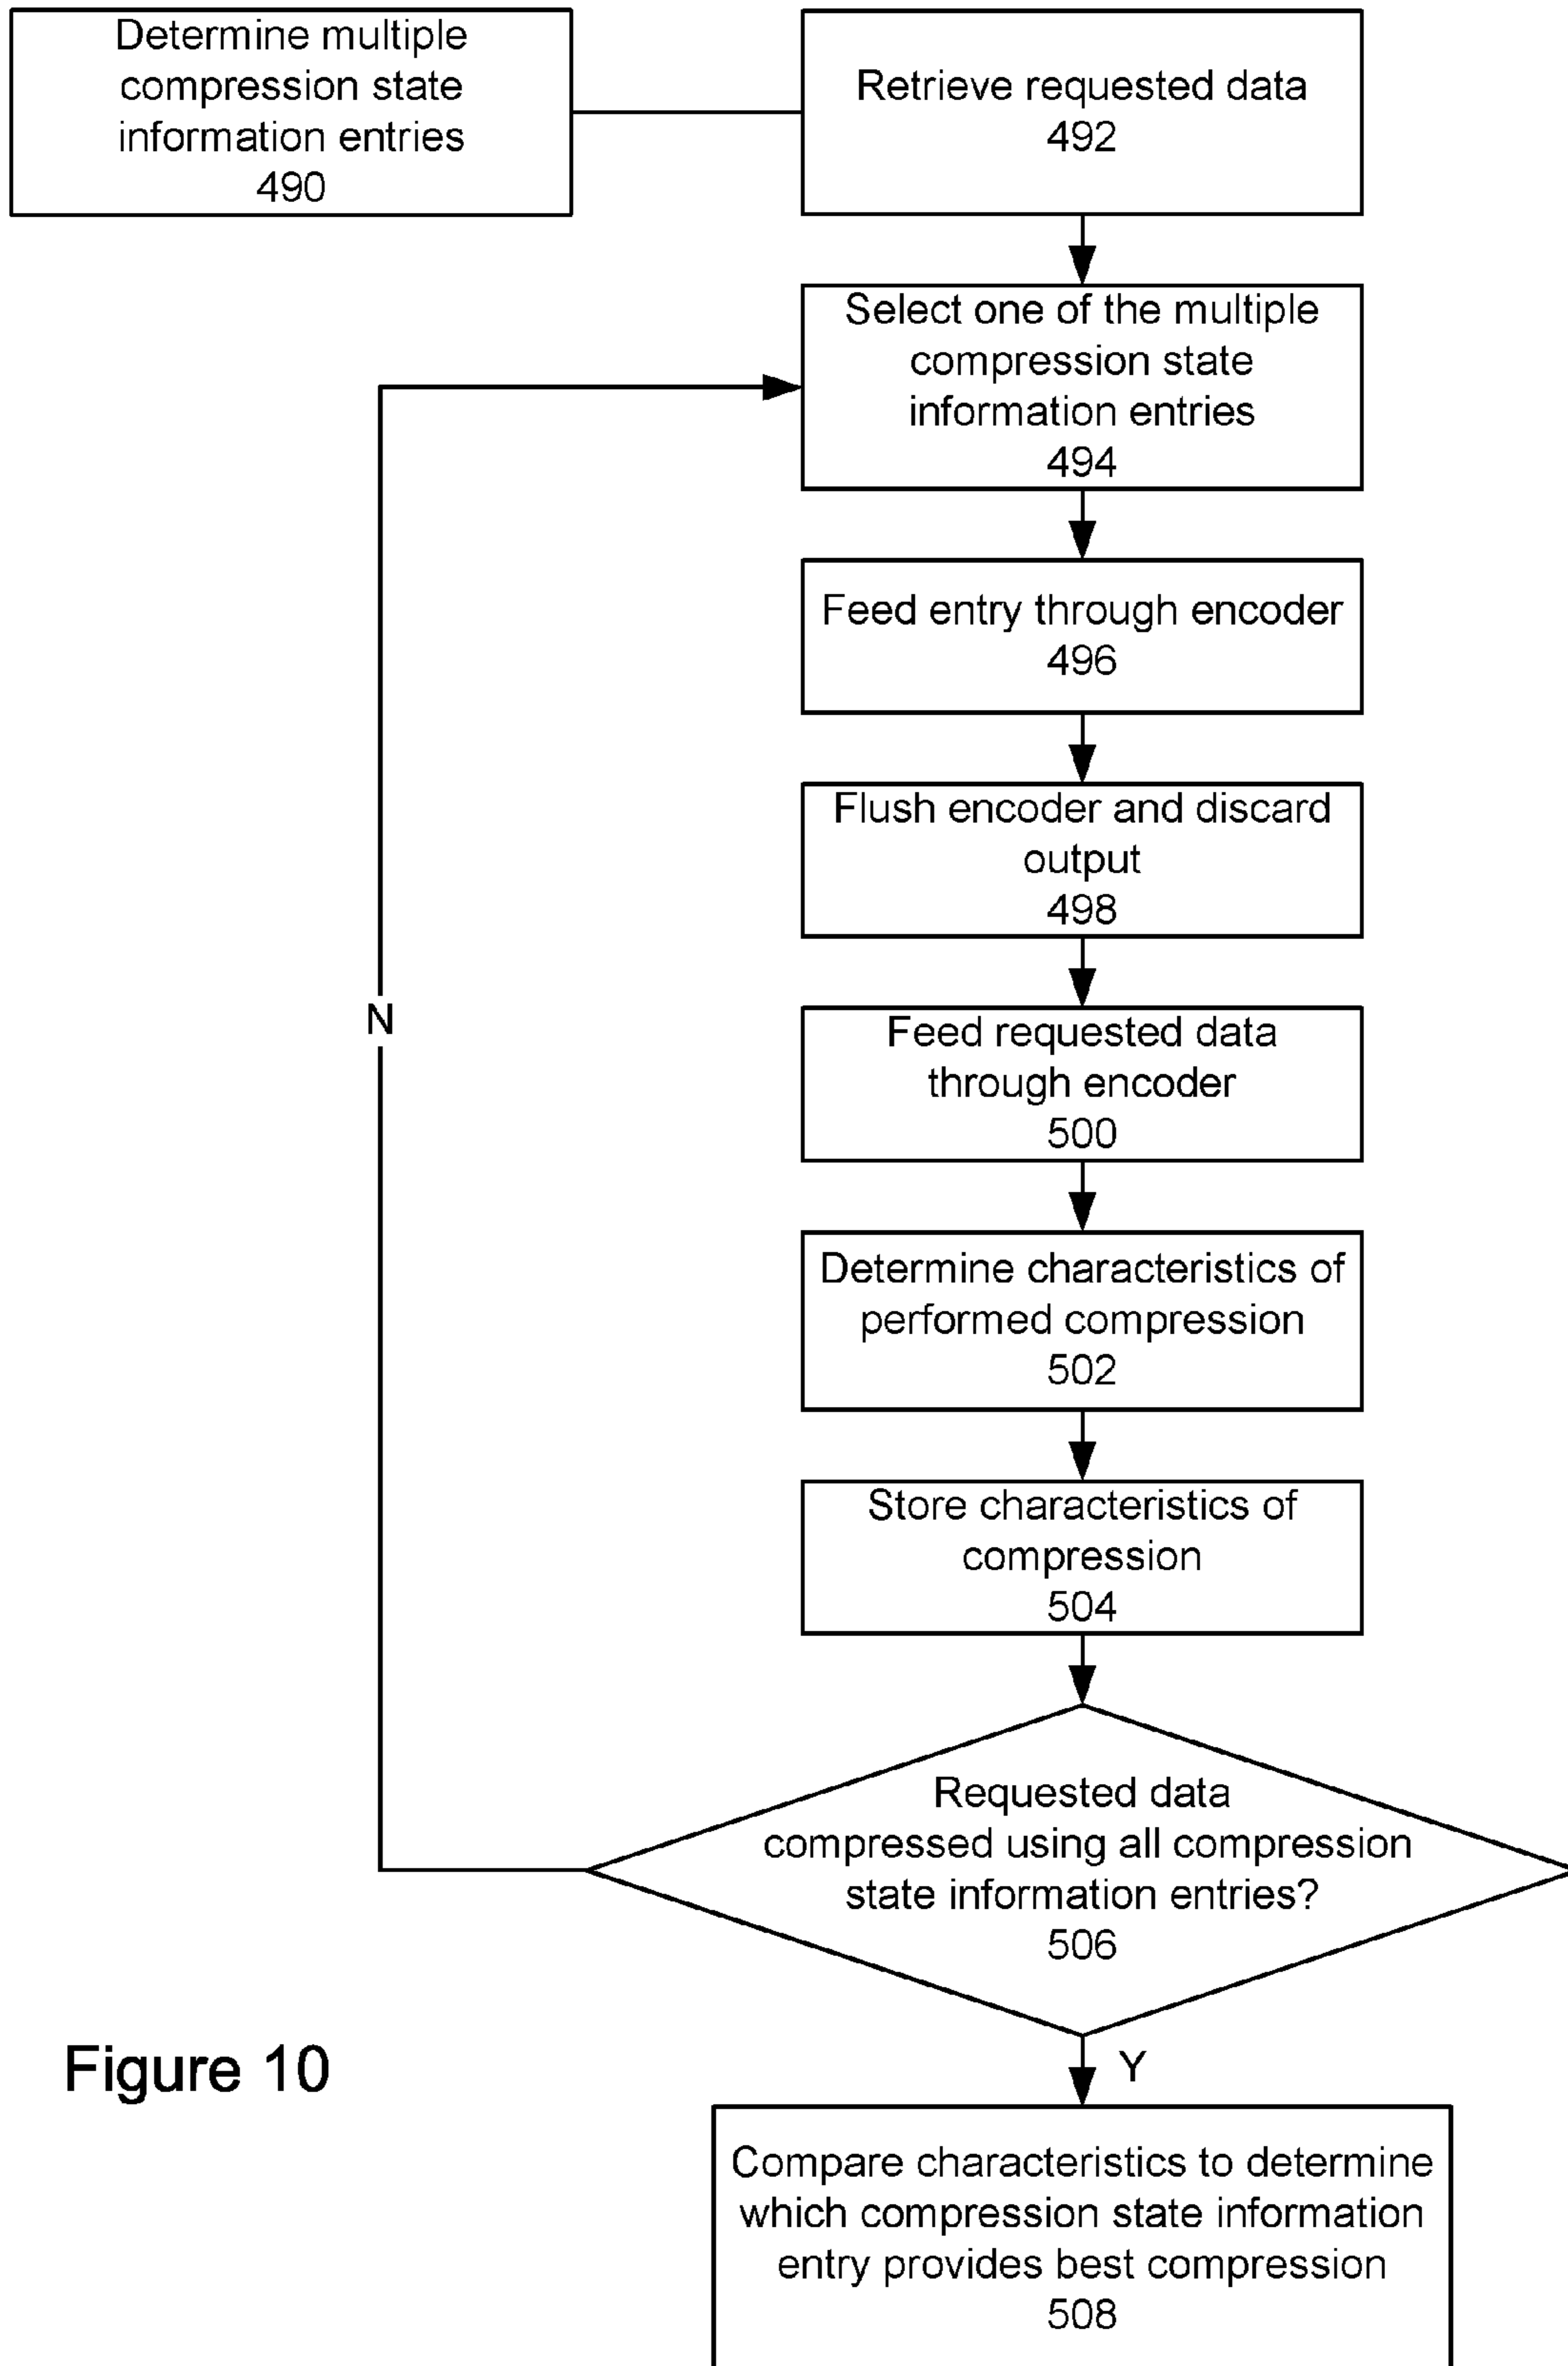 Determine multiple
compression state
information entries
490
Retrieve requested data
492
Select one of the multiple
compression state
information entries
494
Feed entry through encoder
496
Flush encoder and discard
output
498
N
Feed requested data
through encoder
500
Determine characteristics of
performed compression
502
Store characteristics of
compression
504
Requested data
compressed using all compression
state information entries?
506
Y
Figure 10
Compare characteristics to determine
which compression state information
entry provides best compression
508